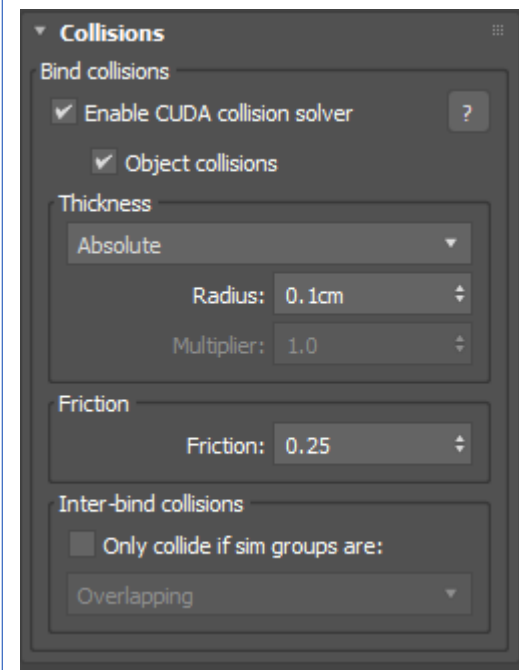 Collisions
Bind collisions
Enable CUDA collision solver ?
Object collisions
Thickness
Absolute
Radius: 0.1cm
Multiplier: 1.0
Friction
Friction: 0.25
Inter-bind collisions
Only collide if sim groups are:
Overlapping